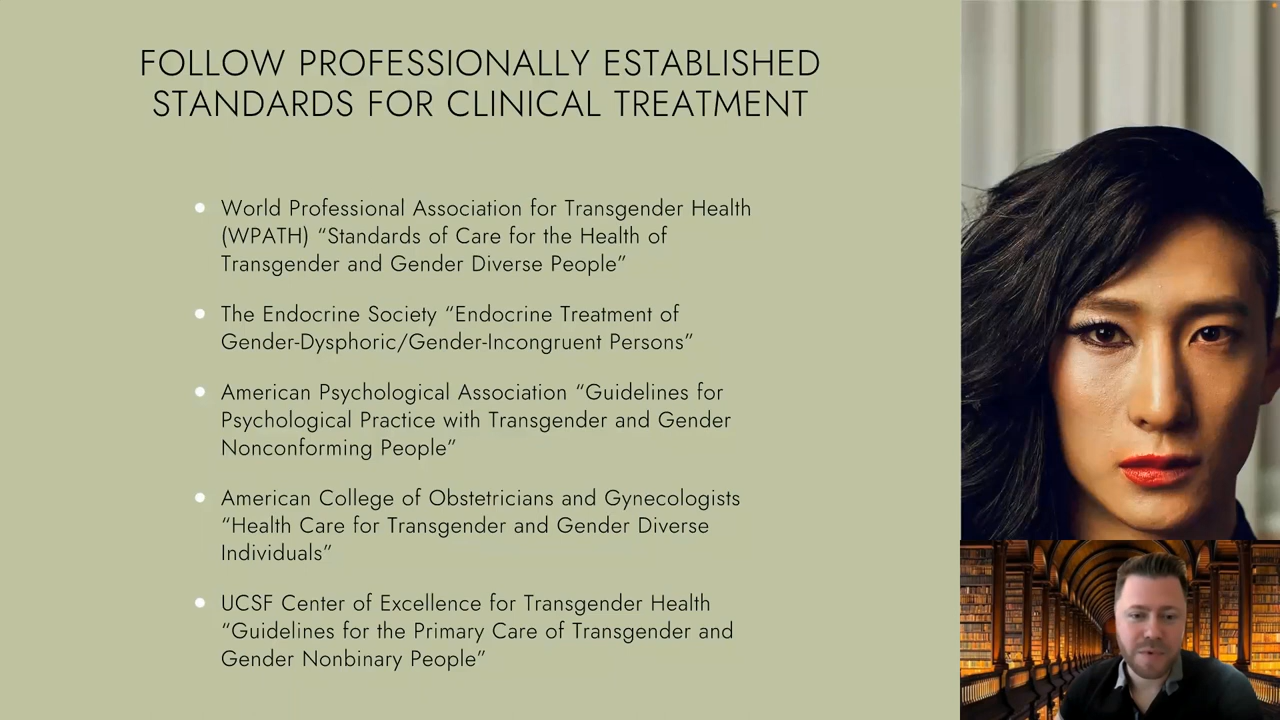 FOLLOW PROFESSIONALLY ESTABLISHED
STANDARDS FOR CLINICAL TREATMENT
World Professional Association for Transgender Health
(WPATH) “Standards of Care for the Health of
Transgender and Gender Diverse People”
The Endocrine Society “Endocrine Treatment of
Gender-Dysphoric/Gender-Incongruent Persons”
American Psychological Association “Guidelines for
Psychological Practice with Transgender and Gender
Nonconforming People”
American College of Obstetricians and Gynecologists
“Health Care for Transgender and Gender Diverse
Individuals”
UCSF Center of Excellence for Transgender Health
“Guidelines for the Primary Care of Transgender and
Gender Nonbinary People”